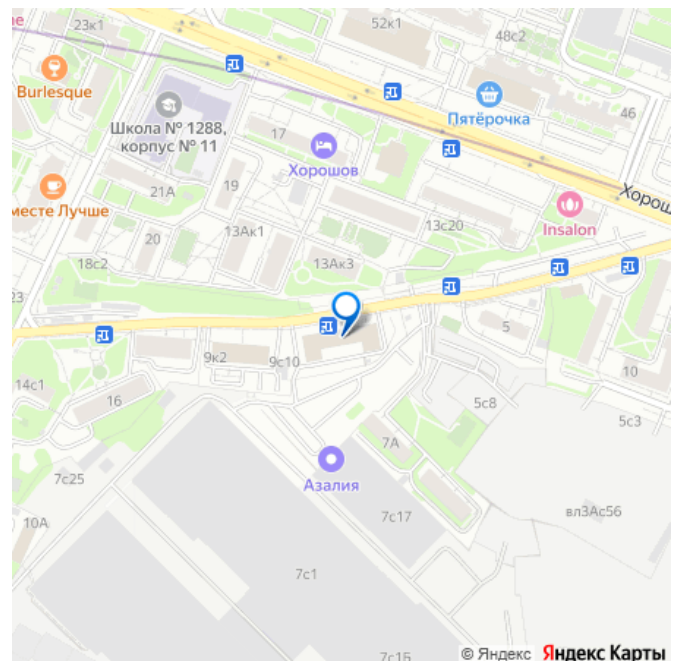 ne
23к1
52к1
48с2
Burlesque
Школа № 1288,
корпус № 11
17
Пятёрочка
46
Хорошов
21А
19
Хорош
месте Лучше
20
13Ак1
13с20
Insalon
18с2
13Ак3
23
5
9к2
9с10
10
14с1
16
5с8
5с3
7А
7с25
Азалия
10А
7с17
вл3Ас56
7с1
7с15
© Яндекс Яндекс Карты